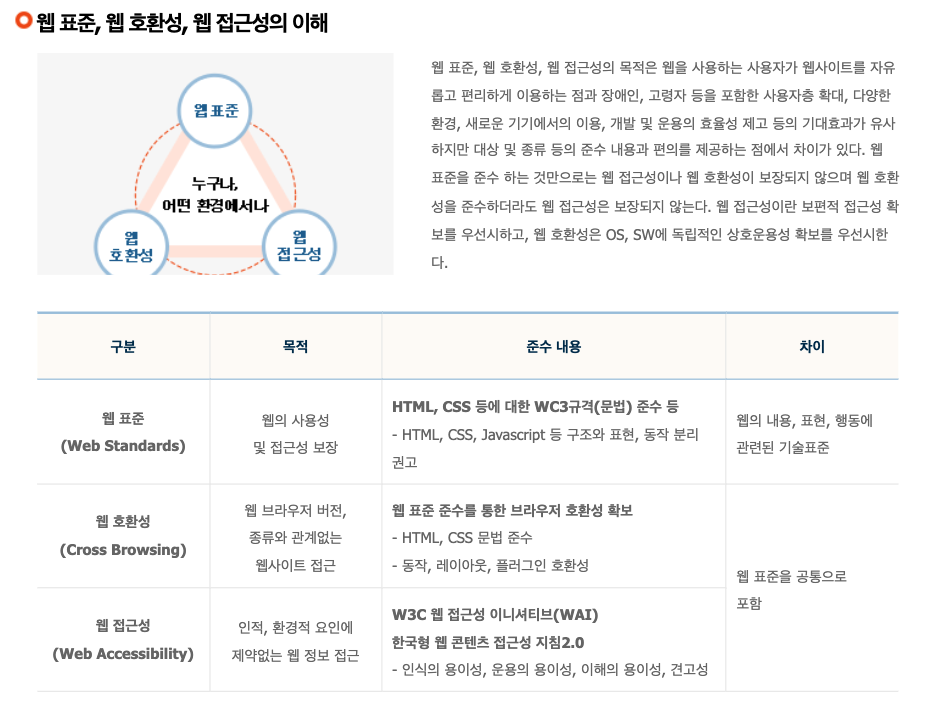 웹 표준, 웹 호환성, 웹 접근성의 이해
웹 표준
누구나,
어떤 환경에서나
웹
호환성
웹
접근성
웹 표준, 웹 호환성, 웹 접근성의 목적은 웹을 사용하는 사용자가 웹사이트를 자유
롭고 편리하게 이용하는 점과 장애인, 고령자 등을 포함한 사용자층 확대, 다양한
환경, 새로운 기기에서의 이용, 개발 및 운용의 효율성 제고 등의 기대효과가 유사
하지만 대상 및 종류 등의 준수 내용과 편의를 제공하는 점에서 차이가 있다. 웹
표준을 준수 하는 것만으로는 웹 접근성이나 웹 호환성이 보장되지 않으며 웹 호환
성을 준수하더라도 웹 접근성은 보장되지 않는다. 웹 접근성이란 보편적 접근성 확
보를 우선시하고, 웹 호환성은 OS, SW에 독립적인 상호운용성 확보를 우선시한
다.
구분 목적 준수 내용 차이
웹 표준
(Web Standards)
웹의 사용성
및 접근성 보장
HTML, CSS 등에 대한 WC3규격(문법) 준수 등
- HTML, CSS, Javascript 등 구조와 표현, 동작 분리
권고
웹의 내용, 표현, 행동에
관련된 기술표준
웹 호환성
(Cross Browsing)
웹 브라우저 버전,
종류와 관계없는
웹사이트 접근
웹 표준 준수를 통한 브라우저 호환성 확보
- HTML, CSS 문법 준수
- 동작, 레이아웃, 플러그인 호환성
웹 표준을 공통으로
포함
웹 접근성
(Web Accessibility)
인적, 환경적 요인에
제약없는 웹 정보 접근
W3C 웹 접근성 이니셔티브(WAI)
한국형 웹 콘텐츠 접근성 지침2.0
- 인식의 용이성, 운용의 용이성, 이해의 용이성, 견고성